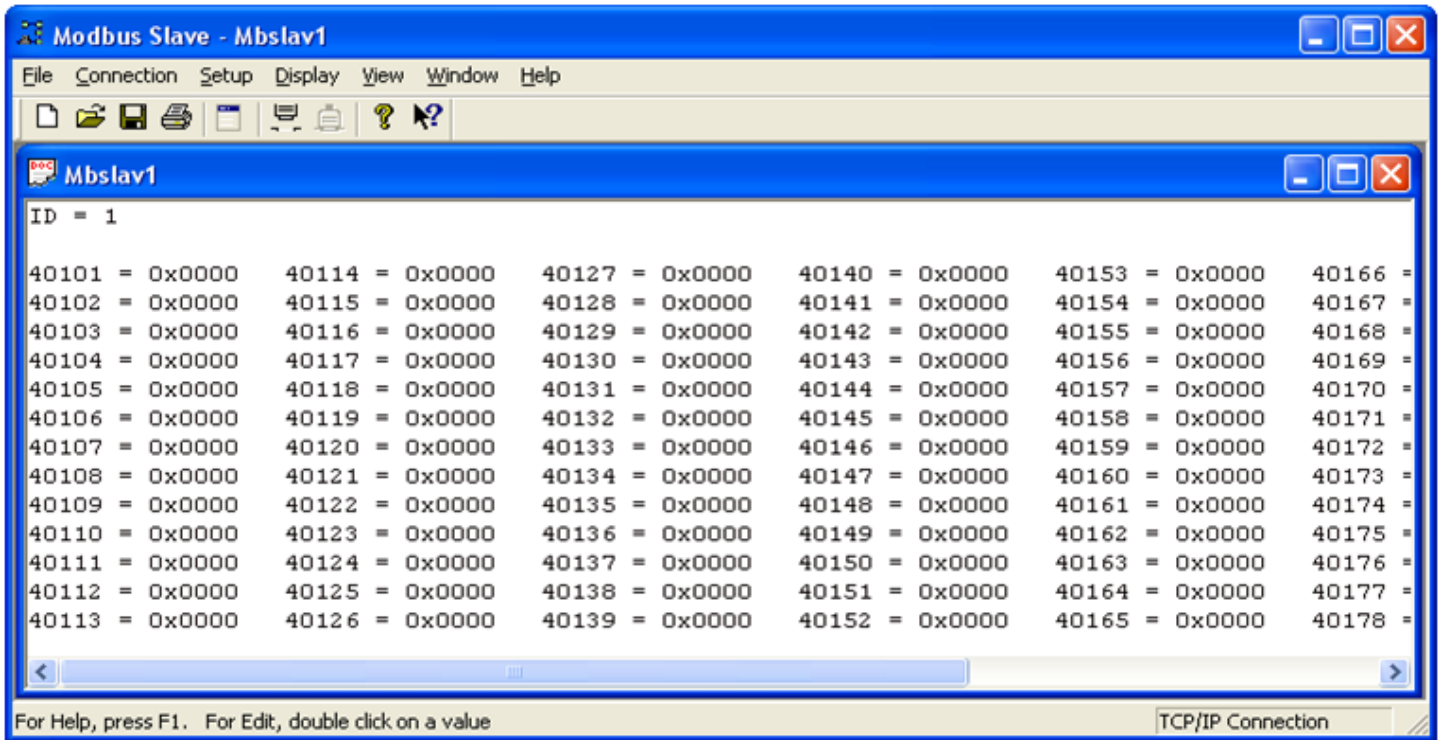 Modbus Slave - Mbslav1
File Connection Setup Display View Window Help
Mbslav1
ID = 1
40101 = 0x0000 40114 = 0x0000 40127 = 0x0000 40140 = 0x0000 40153 = 0x0000 40166 =
40102 = 0x0000 40115 = 0x0000 40128 = 0x0000 40141 = 0x0000 40154 = 0x0000 40167 =
40103 = 0x0000 40116 = 0x0000 40129 = 0x0000 40142 = 0x0000 40155 = 0x0000 40168 =
40104 = 0x0000 40117 = 0x0000 40130 = 0x0000 40143 = 0x0000 40156 = 0x0000 40169 =
40105 = 0x0000 40118 = 0x0000 40131 = 0x0000 40144 = 0x0000 40157 = 0x0000 40170 =
40106 = 0x0000 40119 = 0x0000 40132 = 0x0000 40145 = 0x0000 40158 = 0x0000 40171 =
40107 = 0x0000 40120 = 0x0000 40133 = 0x0000 40146 = 0x0000 40159 = 0x0000 40172 =
40108 = 0x0000 40121 = 0x0000 40134 = 0x0000 40147 = 0x0000 40160 = 0x0000 40173 =
40109 = 0x0000 40122 = 0x0000 40135 = 0x0000 40148 = 0x0000 40161 = 0x0000 40174 =
40110 = 0x0000 40123 = 0x0000 40136 = 0x0000 40149 = 0x0000 40162 = 0x0000 40175 =
40111 = 0x0000 40124 = 0x0000 40137 = 0x0000 40150 = 0x0000 40163 = 0x0000 40176 =
40112 = 0x0000 40125 = 0x0000 40138 = 0x0000 40151 = 0x0000 40164 = 0x0000 40177 =
40113 = 0x0000 40126 = 0x0000 40139 = 0x0000 40152 = 0x0000 40165 = 0x0000 40178 =
For Help, press F1. For Edit, double click on a value TCP/IP Connection